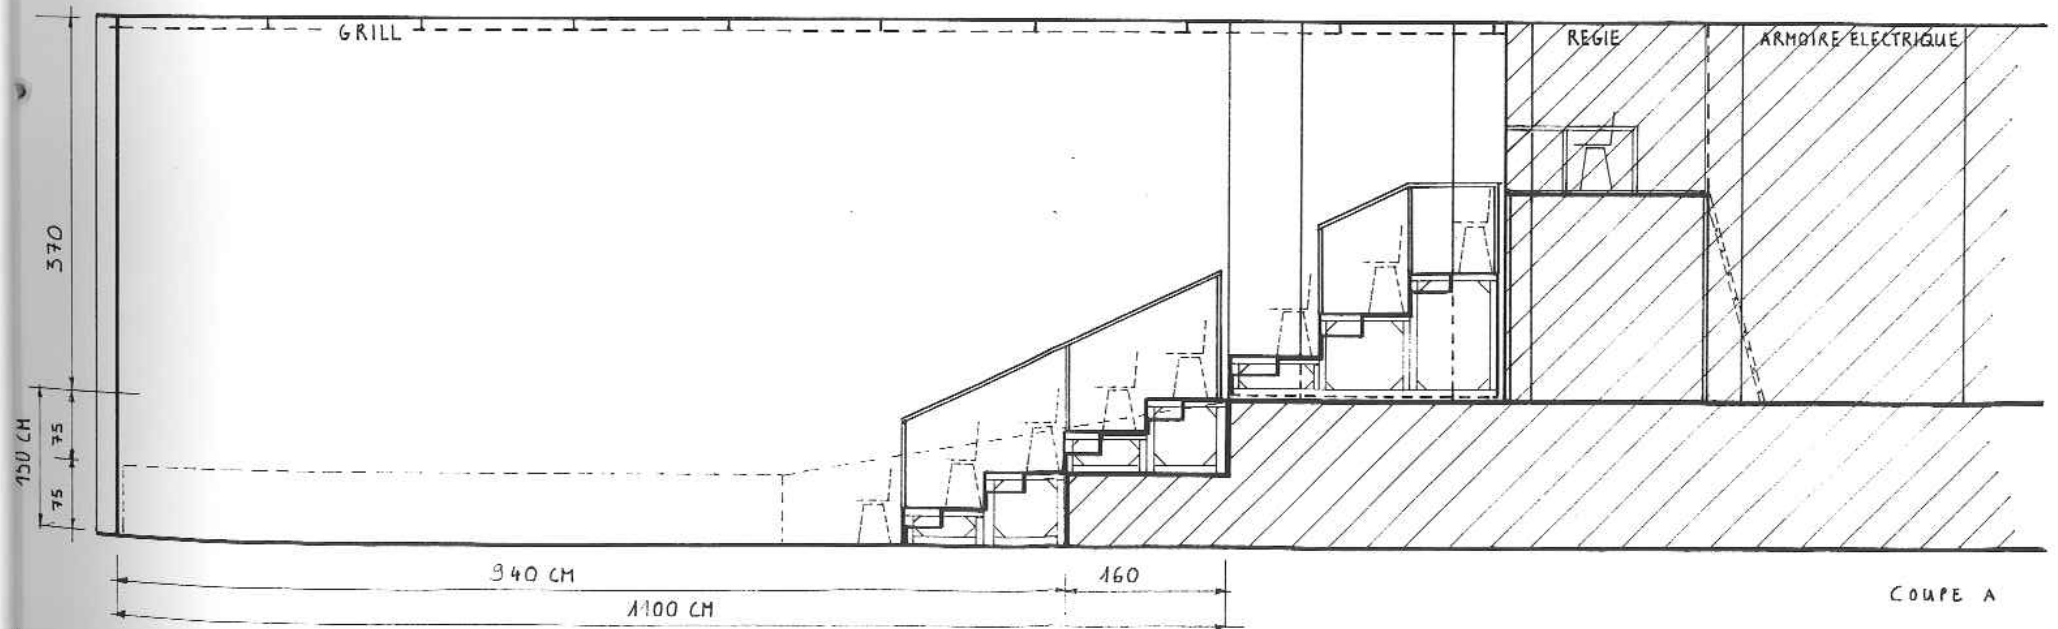 GRILL
REGIE
ARMOIRE ELECTRIQUE
370
150 CM
75
75
940 CM
160
1100 CM
COUPE A